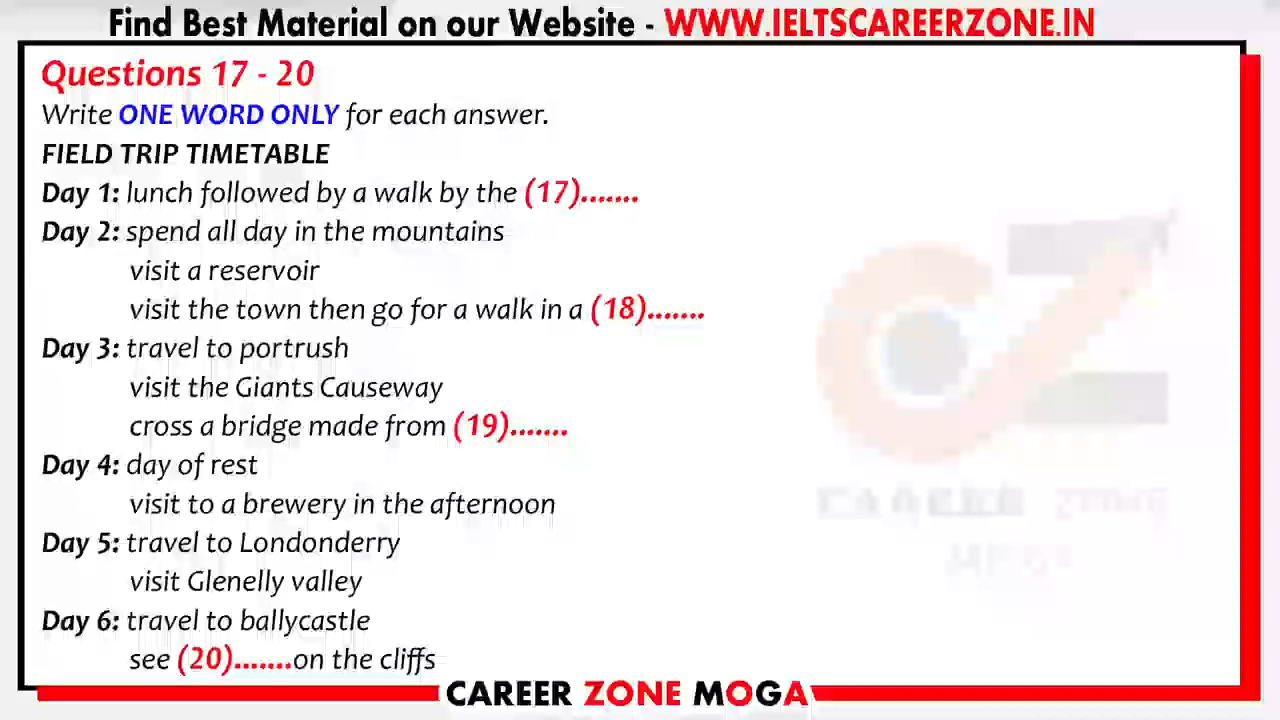 Find Best Material on our Website - WWW.IELTSCAREERZONE.IN
Questions 17 - 20
Write ONE WORD ONLY for each answer.
FIELD TRIP TIMETABLE
Day 1: lunch followed by a walk by the (17).......
Day 2: spend all day in the mountains
visit a reservoir
visit the town then go for a walk in a (18).......
Day 3: travel to portrush
visit the Giants Causeway
cross a bridge made from (19).......
Day 4: day of rest
visit to a brewery in the afternoon
Day 5: travel to Londonderry
visit Glenelly valley
Day 6: travel to ballycastle
see (20).......on the cliffs
CAREER ZONE
MOGA
CAREER ZONE MOGA